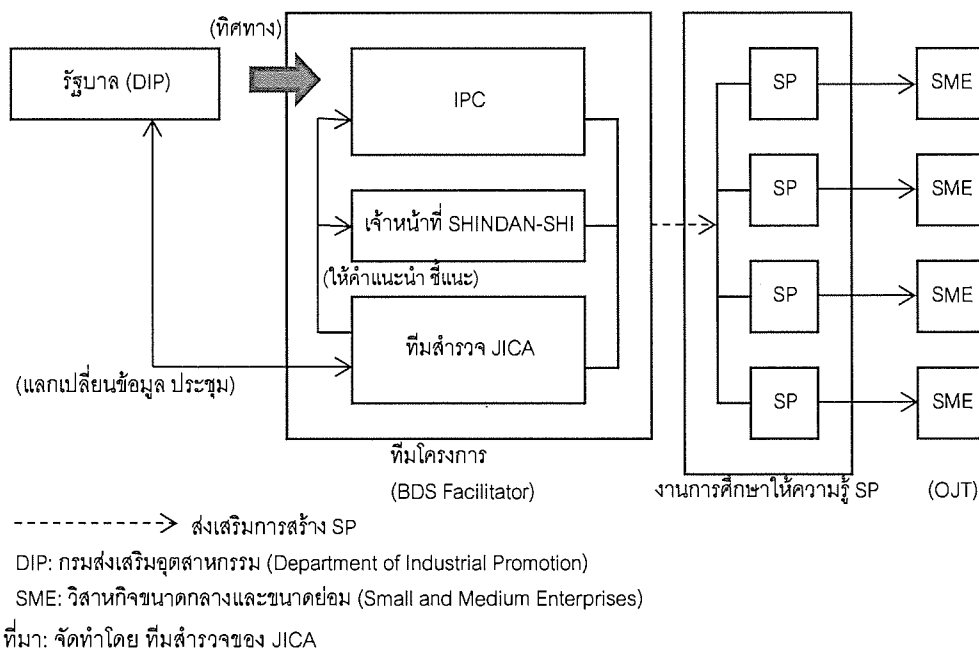 (ทิศทาง)
รัฐบาล (DIP)
IPC
SP
SME
SP
SME
เจ้าหน้าที่ SHINDAN-SHI
(ให้คำแนะนำ ชี้แนะ)
SP
SME
ทีมสำรวจ JICA
(แลกเปลี่ยนข้อมูล ประชุม)
SP
SME
ทีมโครงการ
(BDS Facilitator)
งานการศึกษาให้ความรู้ SP
(OJT)
ส่งเสริมการสร้าง SP
DIP: กรมส่งเสริมอุตสาหกรรม (Department of Industrial Promotion)
SME: วิสาหกิจขนาดกลางและขนาดย่อม (Small and Medium Enterprises)
ที่มา: จัดทำโดย ทีมสำรวจของ JICA